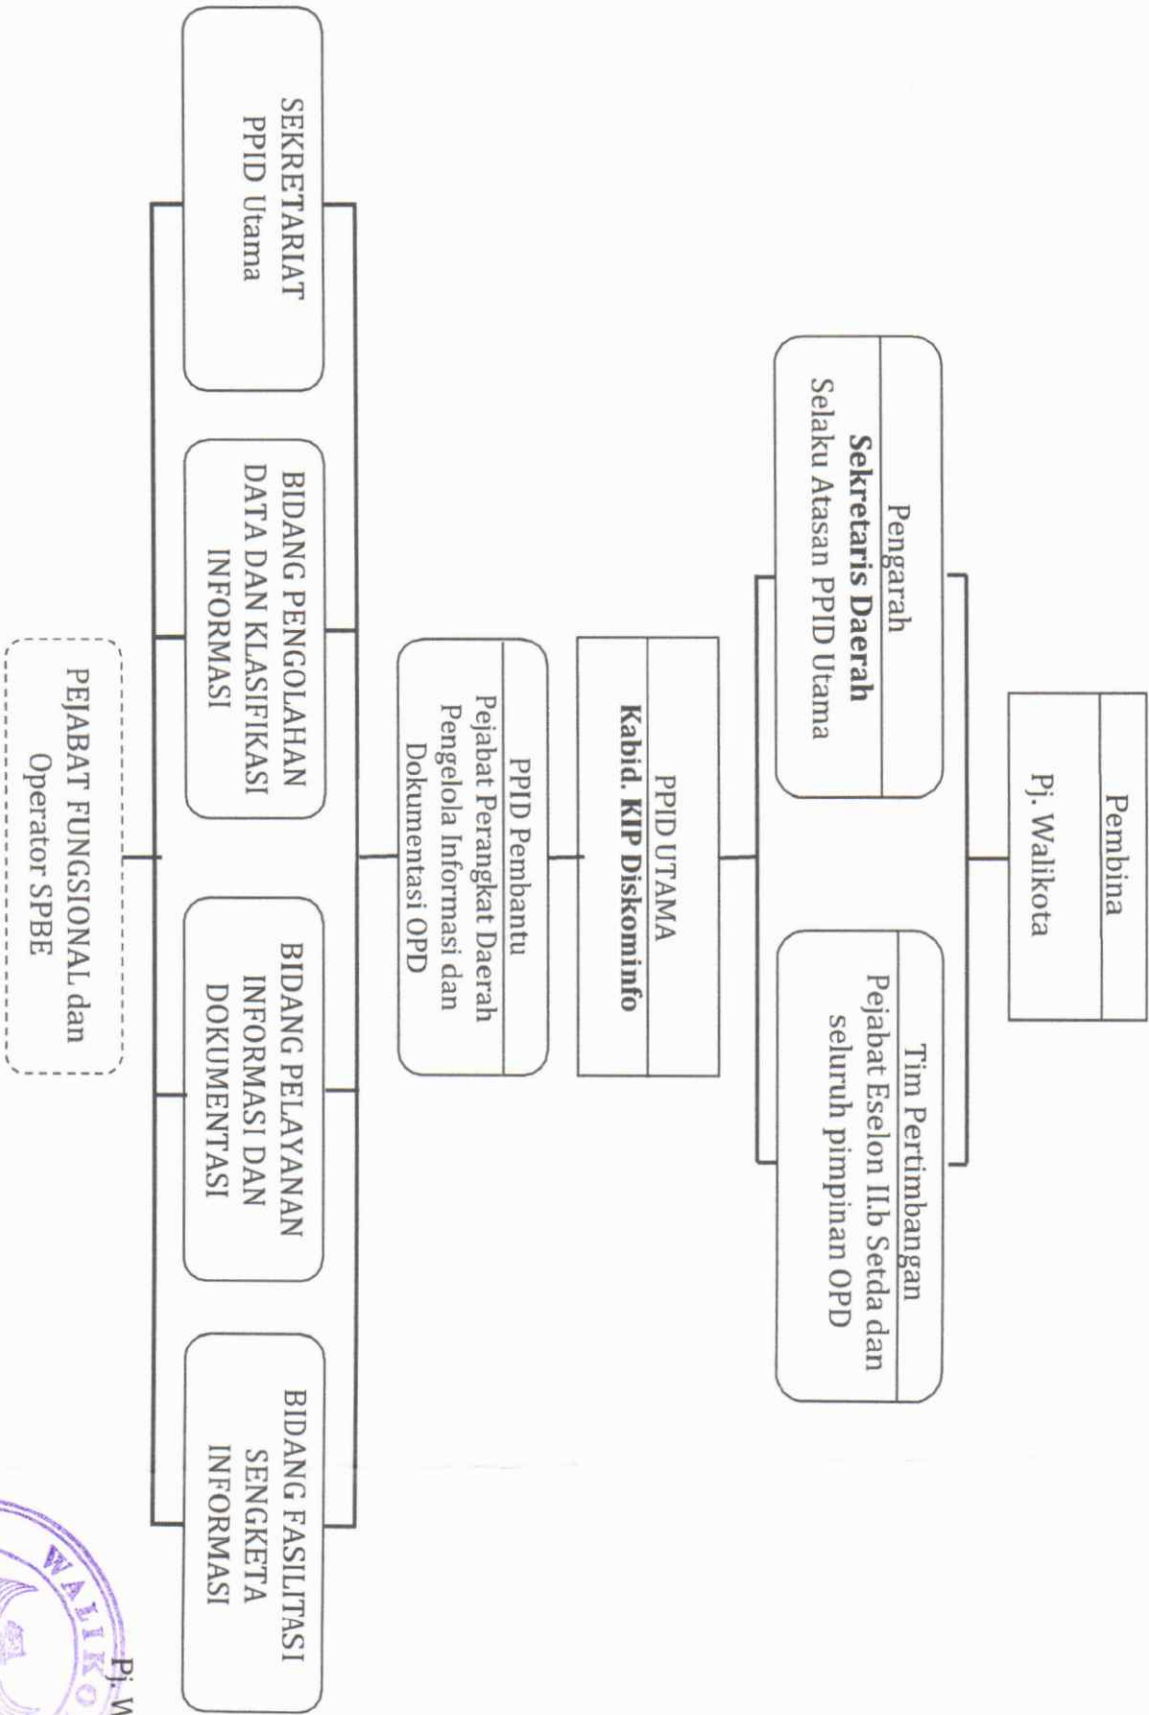 Pembina
Pj. Walikota
Pengarah
Sekretaris Daerah
Selaku Atasan PPID Utama
Tim Pertimbangan
Pejabat Eselon II.b Setda dan
seluruh pimpinan OPD
PPID UTAMA
Kabid. KIP Diskominfo
PPID Pembantu
Pejabat Perangkat Daerah
Pengelola Informasi dan
Dokumentasi OPD
SEKRETARIAT
PPID Utama
BIDANG PENGOLAHAN
DATA DAN KLASIFIKASI
INFORMASI
BIDANG PELAYANAN
INFORMASI DAN
DOKUMENTASI
BIDANG FASILITASI
SENGKETA
INFORMASI
PEJABAT FUNGSIONAL dan
Operator SPBE
Pj. W
WALIKO